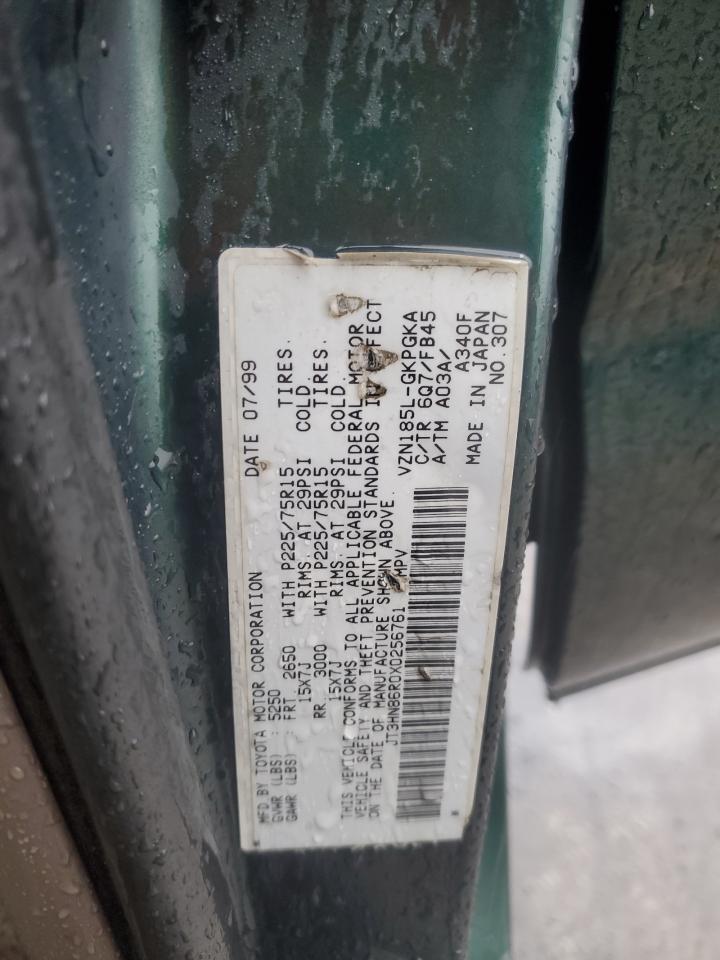 MFD BY TOYOTA MOTOR CORPORATION DATE 07/99
GVWR (LBS) : 5250
GAWR (LBS) : FRT 2650 WITH P225/75R15 TIRES.
15X7J RIMS. AT 29PSI COLD.
RR. 3000 WITH P225/75R15 TIRES.
15X7J RIMS. AT 29PSI COLD.
THIS VEHICLE CONFORMS TO ALL APPLICABLE FEDERAL MOTOR
VEHICLE SAFETY AND THEFT PREVENTION STANDARDS IN EFFECT
ON THE DATE OF MANUFACTURE SHOWN ABOVE.
JT3HN86R0X0256761 MPV
VZN185L-GKPGKA
C/TR 6Q7/FB45
A/TM A03A/
A340F
MADE IN JAPAN
NO.307